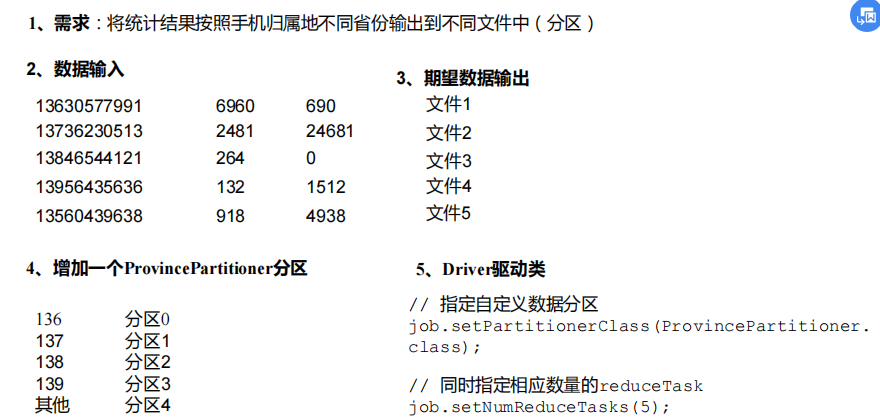 1、需求：将统计结果按照手机归属地不同省份输出到不同文件中（分区）
2、数据输入
13630577991 6960 690
13736230513 2481 24681
13846544121 264 0
13956435636 132 1512
13560439638 918 4938
3、期望数据输出
文件1
文件2
文件3
文件4
文件5
4、增加一个ProvincePartitioner分区
136 分区0
137 分区1
138 分区2
139 分区3
其他 分区4
5、Driver驱动类
// 指定自定义数据分区
job.setPartitionerClass(ProvincePartitioner.
class);
// 同时指定相应数量的reduceTask
job.setNumReduceTasks(5);